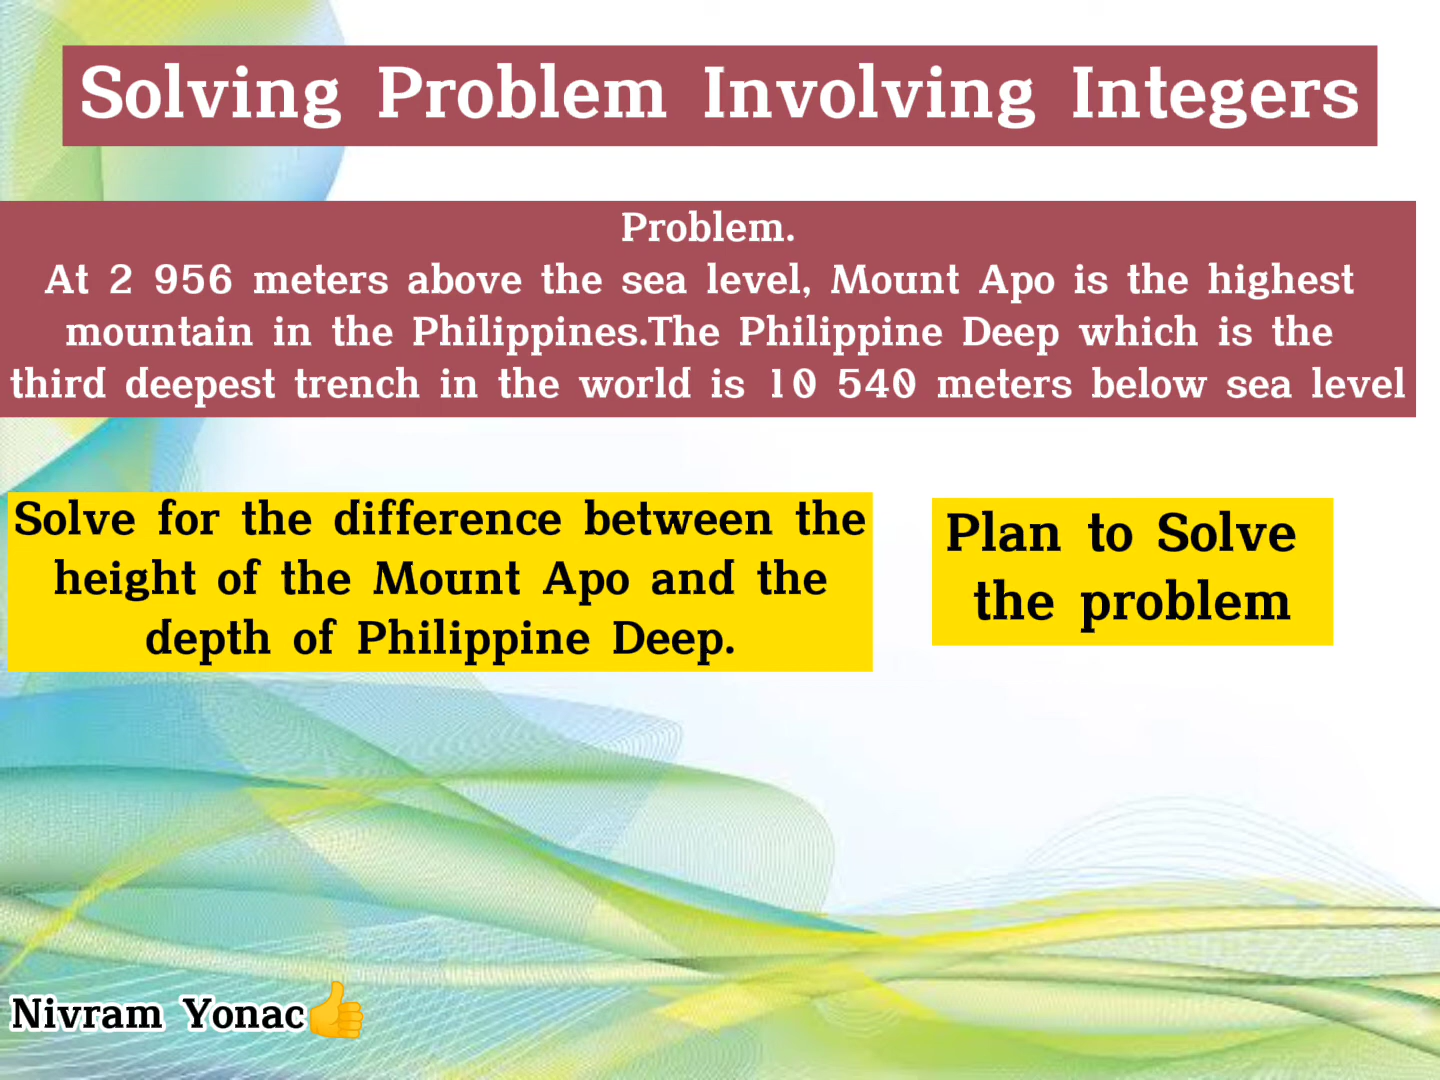 Solving Problem Involving Integers
Problem.
At 2 956 meters above the sea level, Mount Apo is the highest
mountain in the Philippines.The Philippine Deep which is the
third deepest trench in the world is 10 540 meters below sea level
Solve for the difference between the
height of the Mount Apo and the
depth of Philippine Deep.
Plan to Solve
the problem
Nivram Yonac